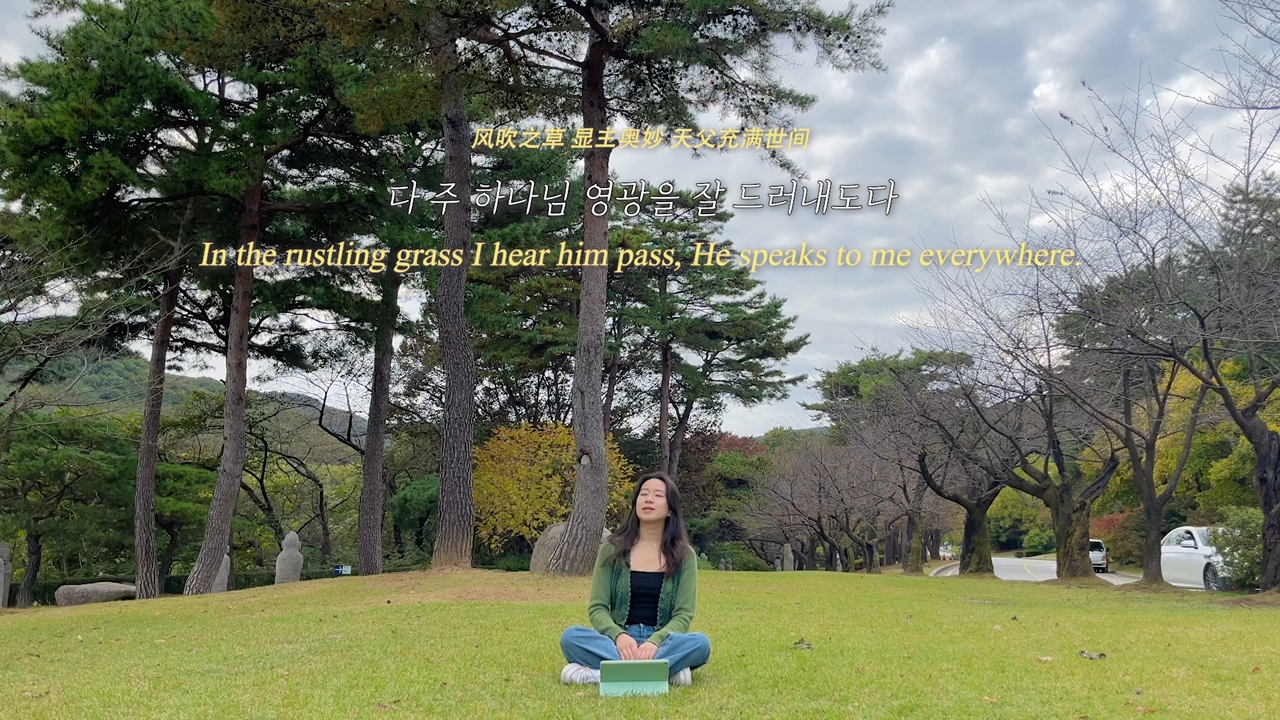 风吹之草 显主奥妙 天父充满世间
다 주 하나님 영광을 잘 드러내도다
In the rustling grass I hear him pass, He speaks to me everywhere.